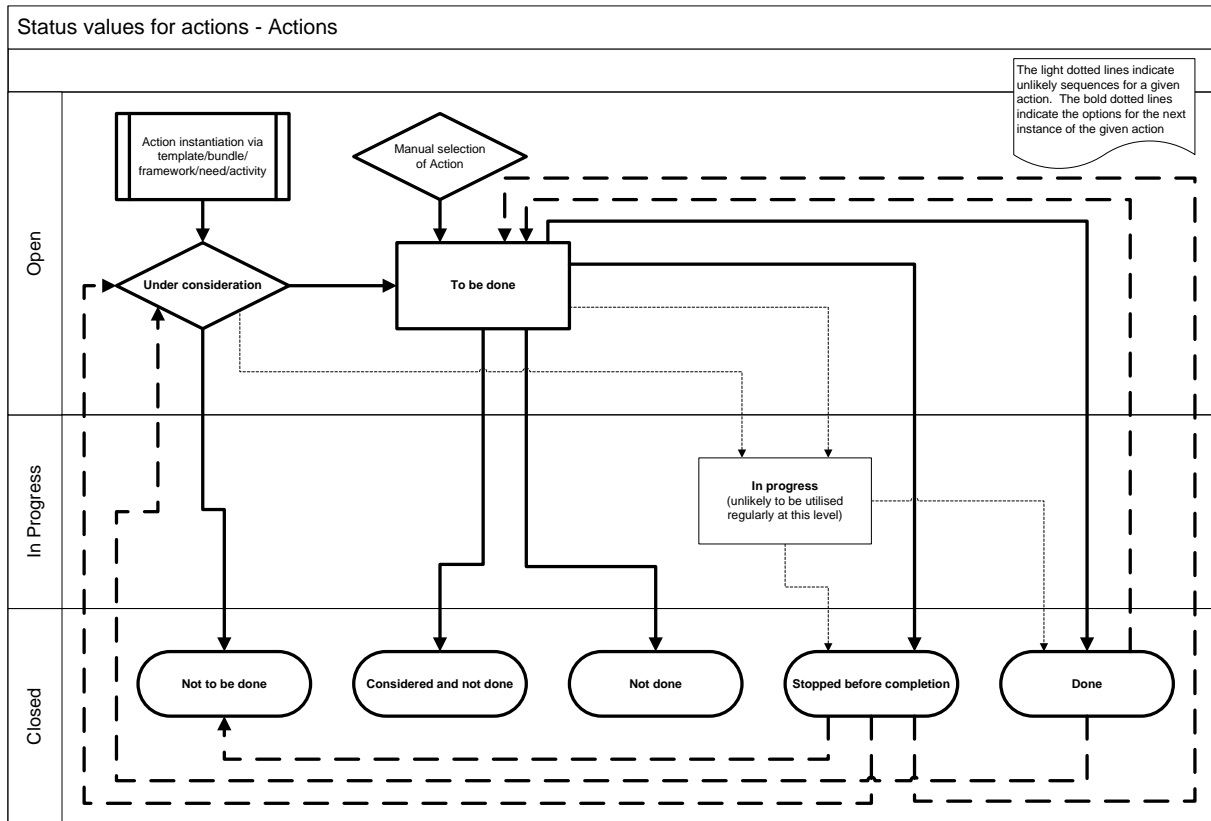 Status values for actions - Actions
The light dotted lines indicate
unlikely sequences for a given
action.  The bold dotted lines
indicate the options for the next
instance of the given action
Open
Action instantiation via
template/bundle/
framework/need/activity
Manual selection
of Action
Under consideration
To be done
In Progress
In progress
(unlikely to be utilised
regularly at this level)
Closed
Not to be done
Considered and not done
Not done
Stopped before completion
Done